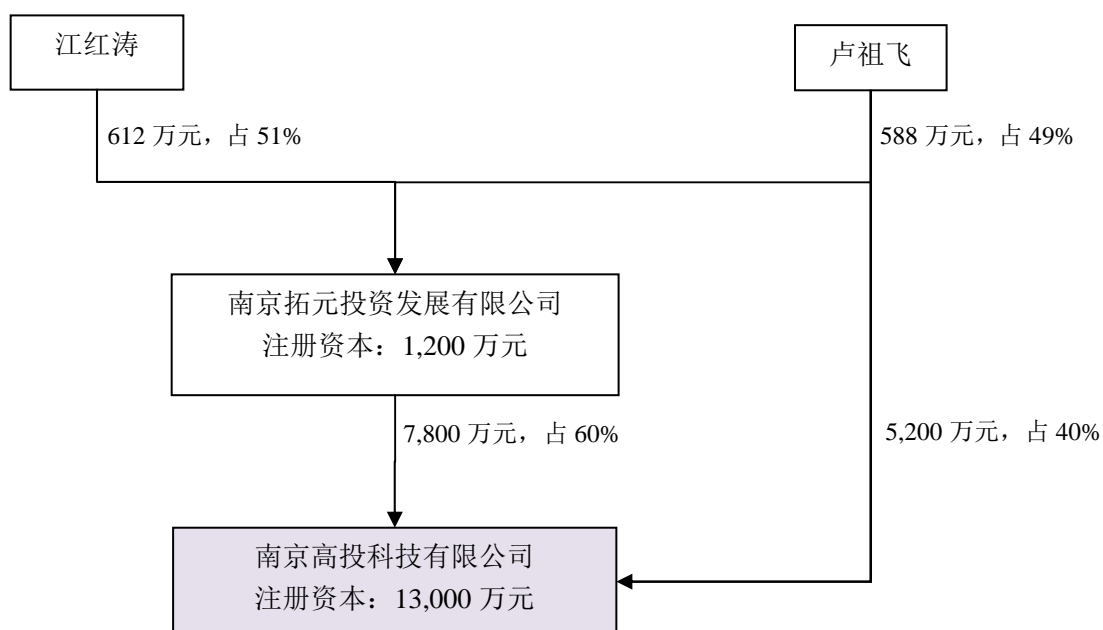 江红涛
卢祖飞
612 万元，占 51%
588 万元，占 49%
南京拓元投资发展有限公司
注册资本：1,200 万元
7,800 万元，占 60%
5,200 万元，占 40%
南京高投科技有限公司
注册资本：13,000 万元